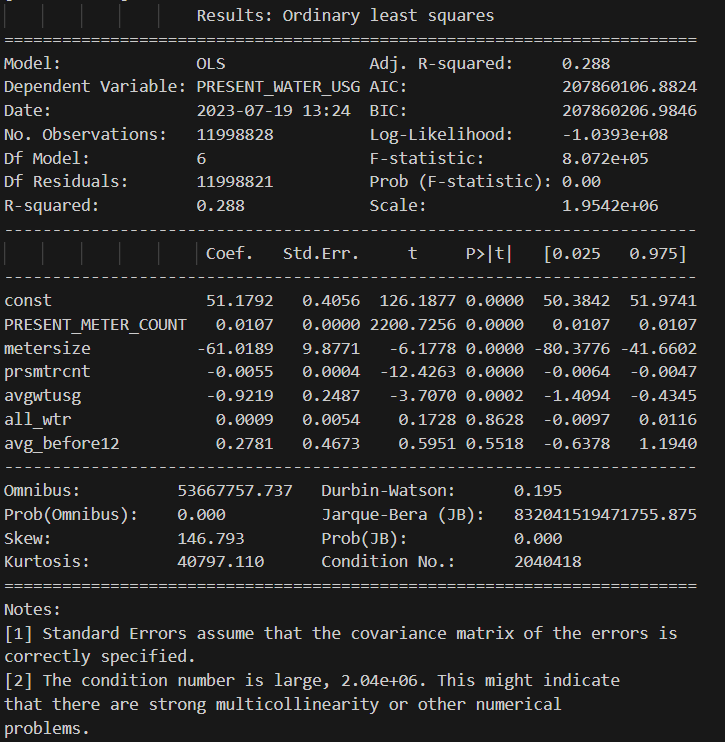 Results: Ordinary least squares
=======================================================================
Model: OLS Adj. R-squared: 0.288
Dependent Variable: PRESENT_WATER_USG AIC: 207860106.8824
Date: 2023-07-19 13:24 BIC: 207860206.9846
No. Observations: 11998828 Log-Likelihood: -1.0393e+08
Df Model: 6 F-statistic: 8.072e+05
Df Residuals: 11998821 Prob (F-statistic): 0.00
R-squared: 0.288 Scale: 1.9542e+06
-----------------------------------------------------------------------
Coef. Std.Err. t P>|t| [0.025 0.975]
-----------------------------------------------------------------------
const 51.1792 0.4056 126.1877 0.0000 50.3842 51.9741
PRESENT_METER_COUNT 0.0107 0.0000 2200.7256 0.0000 0.0107 0.0107
metersize -61.0189 9.8771 -6.1778 0.0000 -80.3776 -41.6602
prsmtrcnt -0.0055 0.0004 -12.4263 0.0000 -0.0064 -0.0047
avgwtusg -0.9219 0.2487 -3.7070 0.0002 -1.4094 -0.4345
all_wtr 0.0009 0.0054 0.1728 0.8628 -0.0097 0.0116
avg_before12 0.2781 0.4673 0.5951 0.5518 -0.6378 1.1940
-----------------------------------------------------------------------
Omnibus: 53667757.737 Durbin-Watson: 0.195
Prob(Omnibus): 0.000 Jarque-Bera (JB): 832041519471755.875
Skew: 146.793 Prob(JB): 0.000
Kurtosis: 40797.110 Condition No.: 2040418
=======================================================================
Notes:
[1] Standard Errors assume that the covariance matrix of the errors is
correctly specified.
[2] The condition number is large, 2.04e+06. This might indicate
that there are strong multicollinearity or other numerical
problems.